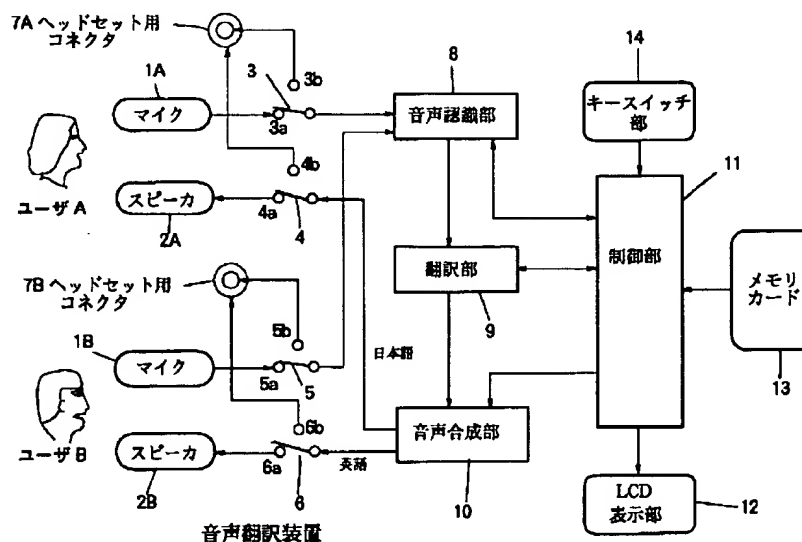 7A ヘッドセット用
コネクタ
1A
マイク
3
3b
3a
4b
スピーカ
4a
4
ユーザ A
2A
8
音声認識部
14
キースイッチ
部
11
制御部
翻訳部
9
メモリ
カード
13
7B ヘッドセット用
コネクタ
5b
1B
マイク
5a
5
日本語
6b
音声合成部
10
スピーカ
6a
6
英語
ユーザ B
2B
LCD
表示部
12
音声翻訳装置